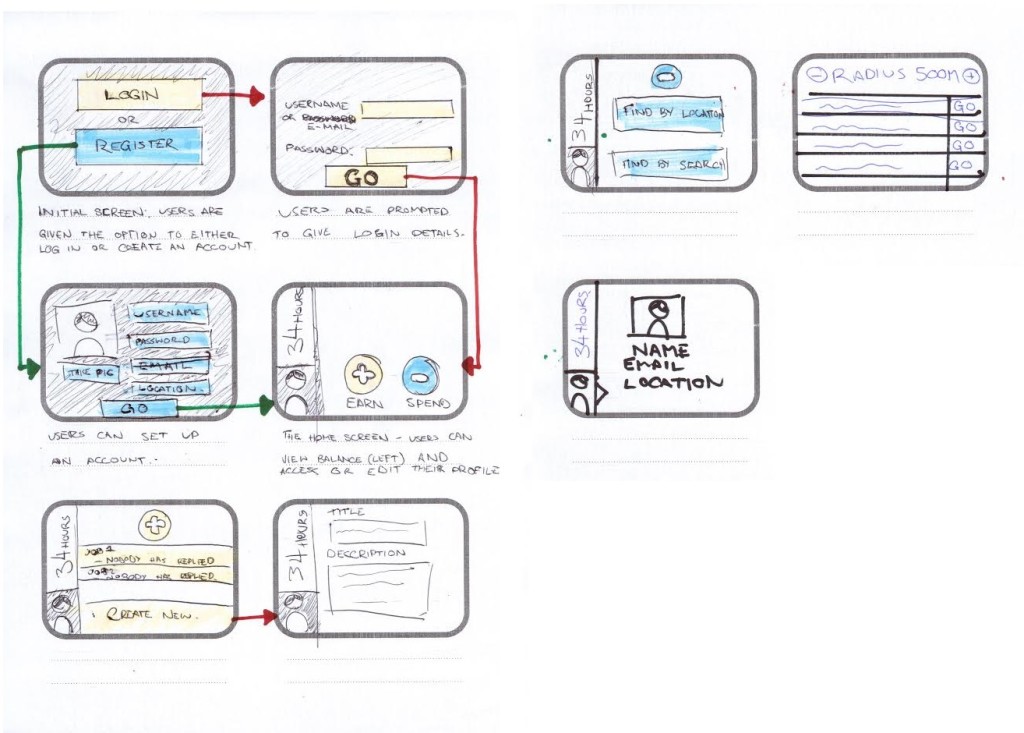 LOGIN
OR
REGISTER
INITIAL SCREEN: USERS ARE
GIVEN THE OPTION TO EITHER
LOG IN OR CREATE AN ACCOUNT.
USERNAME
OR
E-MAIL
PASSWORD:
GO
USERS ARE PROMPTED
TO GIVE LOGIN DETAILS.
USERNAME
PASSWORD
EMAIL
LOCATION.
TAKE PIC
GO
USERS CAN SET UP
AN ACCOUNT.-
34 HOURS
EARN
SPEND
THE HOME SCREEN - USERS CAN
VIEW BALANCE (LEFT) AND
ACCESS OR EDIT THEIR PROFILE
34 HOURS
JOB 1
- NOBODY HAS REPLIED
JOB 2
- NOBODY HAS REPLIED.
CREATE NEW.
34 HOURS
TITLE
DESCRIPTION
34 HOURS
FIND BY LOCATION
FIND BY SEARCH
RADIUS 500M
GO
GO
GO
GO
34 HOURS
NAME
EMAIL
LOCATION